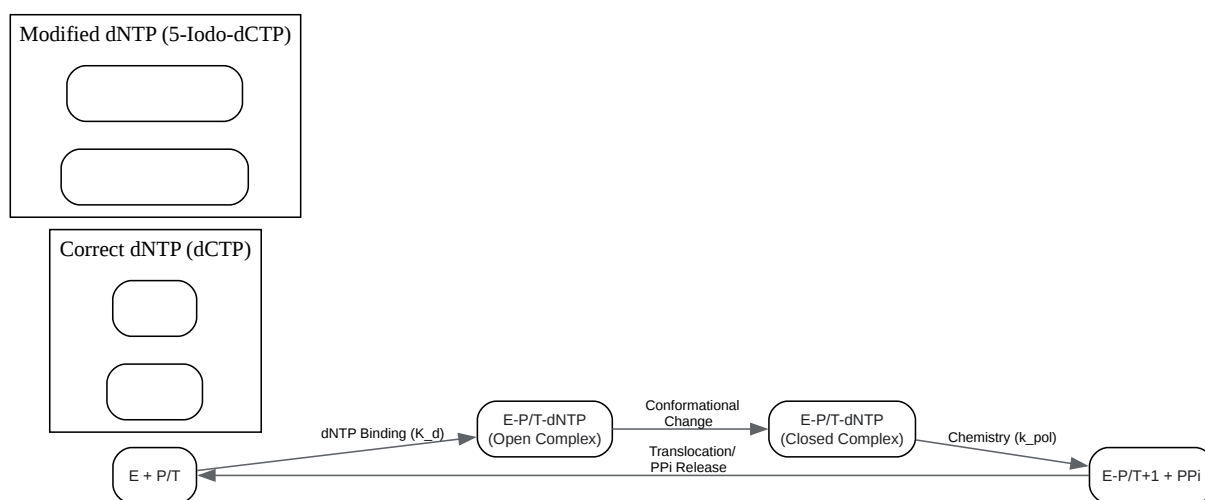 Modified dNTP (5-Iodo-dCTP)
Correct dNTP (dCTP)
E + P/T
dNTP Binding (K_d)
E-P/T-dNTP
(Open Complex)
Conformational
Change
E-P/T-dNTP
(Closed Complex)
Chemistry (k_pol)
E-P/T+1 + PPi
Translocation/
PPi Release